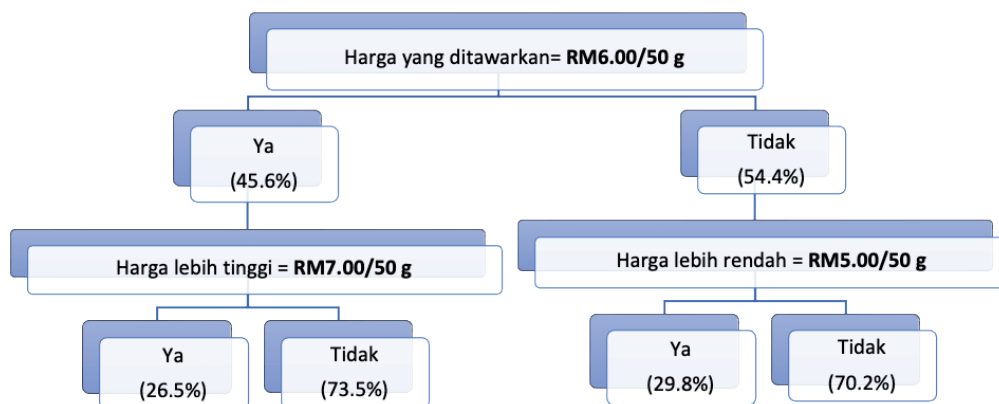 Harga yang ditawarkan= RM6.00/50 g
Ya
(45.6%)
Tidak
(54.4%)
Harga lebih tinggi = RM7.00/50 g
Harga lebih rendah = RM5.00/50 g
Ya
(26.5%)
Tidak
(73.5%)
Ya
(29.8%)
Tidak
(70.2%)